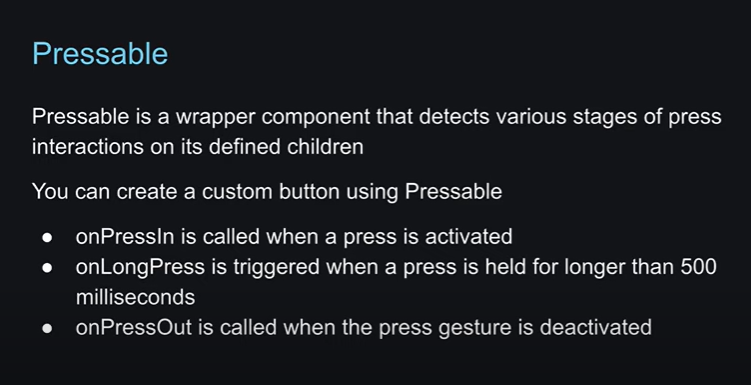 Pressable
Pressable is a wrapper component that detects various stages of press
interactions on its defined children
You can create a custom button using Pressable
● onPressIn is called when a press is activated
● onLongPress is triggered when a press is held for longer than 500
milliseconds
● onPressOut is called when the press gesture is deactivated